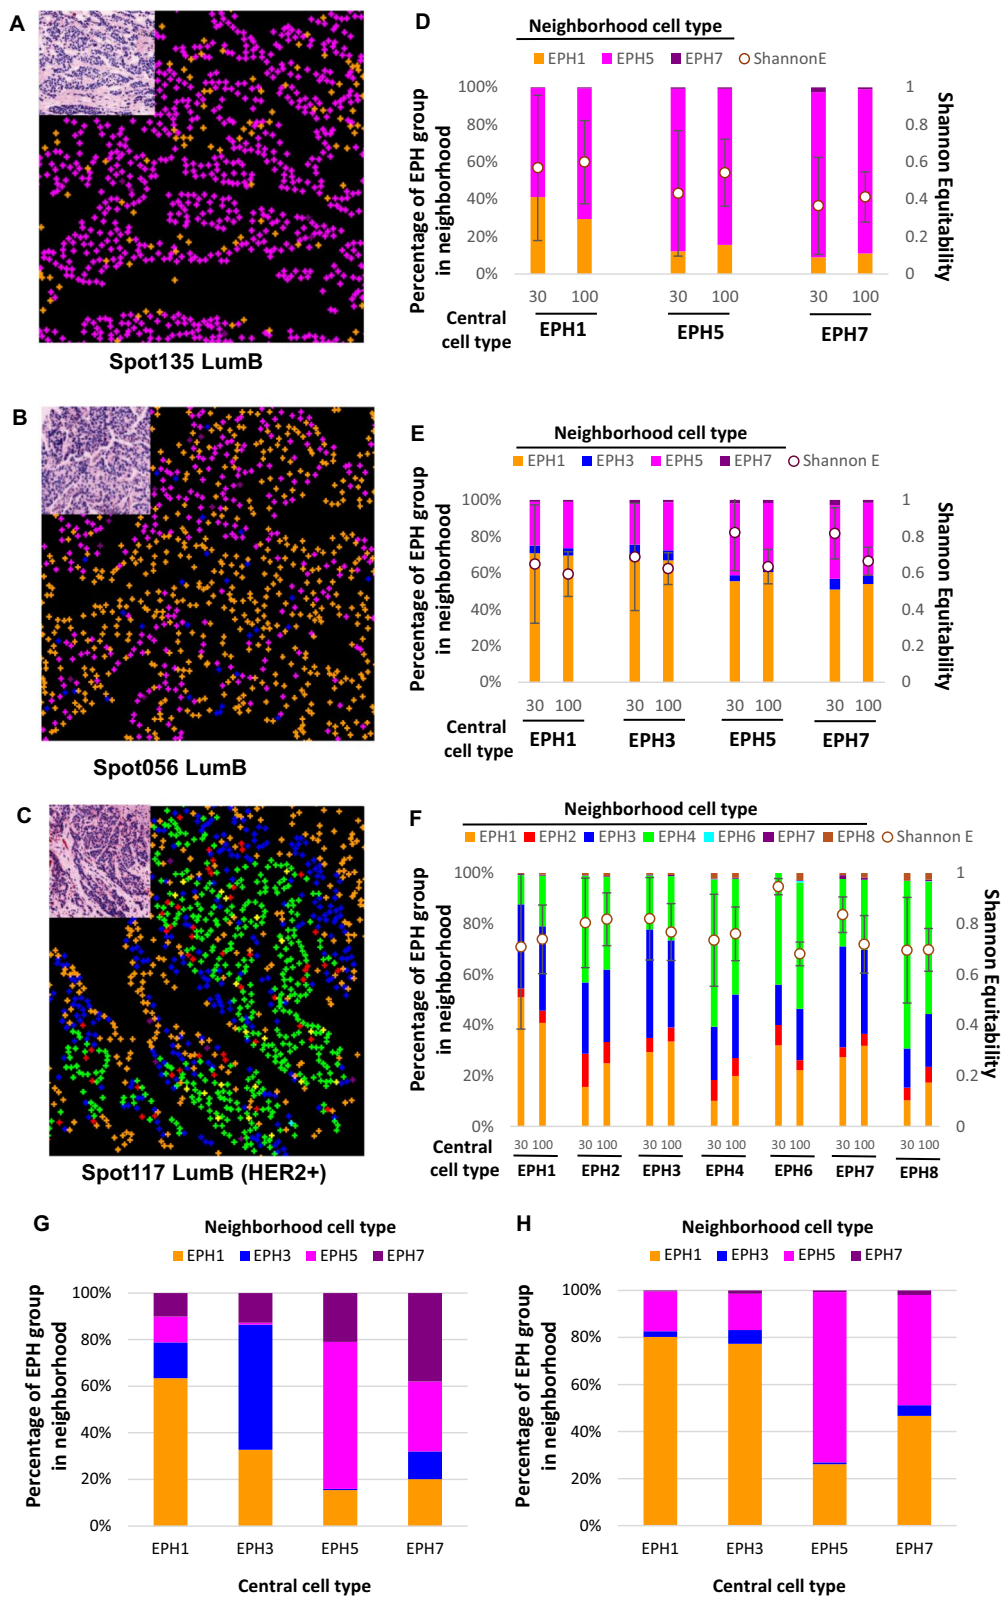 A
Spot135 LumB
D
Neighborhood cell type
EPH1 EPH5 EPH7 ShannonE
Percentage of EPH group
in neighborhood
100%
80%
60%
40%
20%
0%
1
0.8
0.6
0.4
0.2
0
Shannon Equitability
30 100 30 100 30 100
Central
cell type
EPH1 EPH5 EPH7
B
Spot056 LumB
E
Neighborhood cell type
EPH1 EPH3 EPH5 EPH7 Shannon E
Percentage of EPH group
in neighborhood
100%
80%
60%
40%
20%
0%
1
0.8
0.6
0.4
0.2
0
Shannon Equitability
30 100 30 100 30 100 30 100
Central
cell type
EPH1 EPH3 EPH5 EPH7
C
Spot117 LumB (HER2+)
F
Neighborhood cell type
EPH1 EPH2 EPH3 EPH4 EPH6 EPH7 EPH8 Shannon E
Percentage of EPH group
in neighborhood
100%
80%
60%
40%
20%
0%
1
0.8
0.6
0.4
0.2
0
Shannon Equitability
30 100 30 100 30 100 30 100 30 100 30 100 30 100
Central
cell type
EPH1 EPH2 EPH3 EPH4 EPH6 EPH7 EPH8
G
Neighborhood cell type
EPH1 EPH3 EPH5 EPH7
Percentage of EPH group
in neighborhood
100%
80%
60%
40%
20%
0%
EPH1 EPH3 EPH5 EPH7
Central cell type
H
Neighborhood cell type
EPH1 EPH3 EPH5 EPH7
Percentage of EPH group
in neighborhood
100%
80%
60%
40%
20%
0%
EPH1 EPH3 EPH5 EPH7
Central cell type